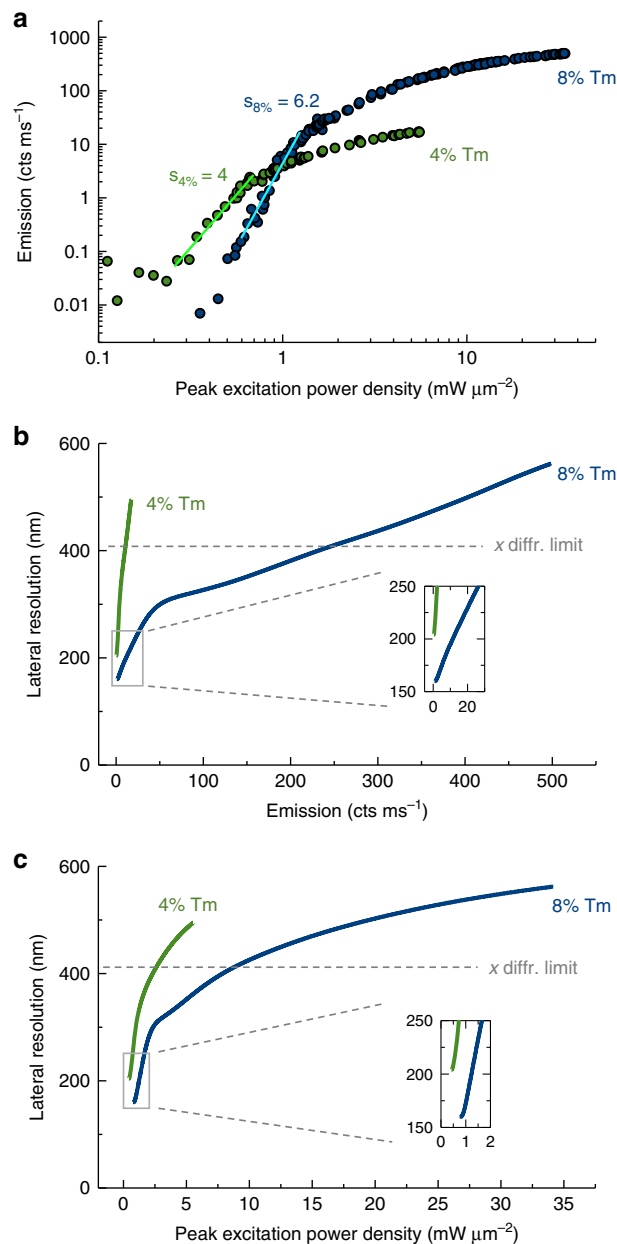 a
1000
100
10
1
0.1
0.01
Emission (cts ms⁻¹)
s8% = 6.2
s4% = 4
8% Tm
4% Tm
0.1 1 10
Peak excitation power density (mW μm⁻²)
b
600
400
200
0
Lateral resolution (nm)
4% Tm
8% Tm
x diffr. limit
250
200
150
0 20
0 100 200 300 400 500
Emission (cts ms⁻¹)
c
600
400
200
0
Lateral resolution (nm)
4% Tm
8% Tm
x diffr. limit
250
200
150
0 1 2
0 5 10 15 20 25 30 35
Peak excitation power density (mW μm⁻²)